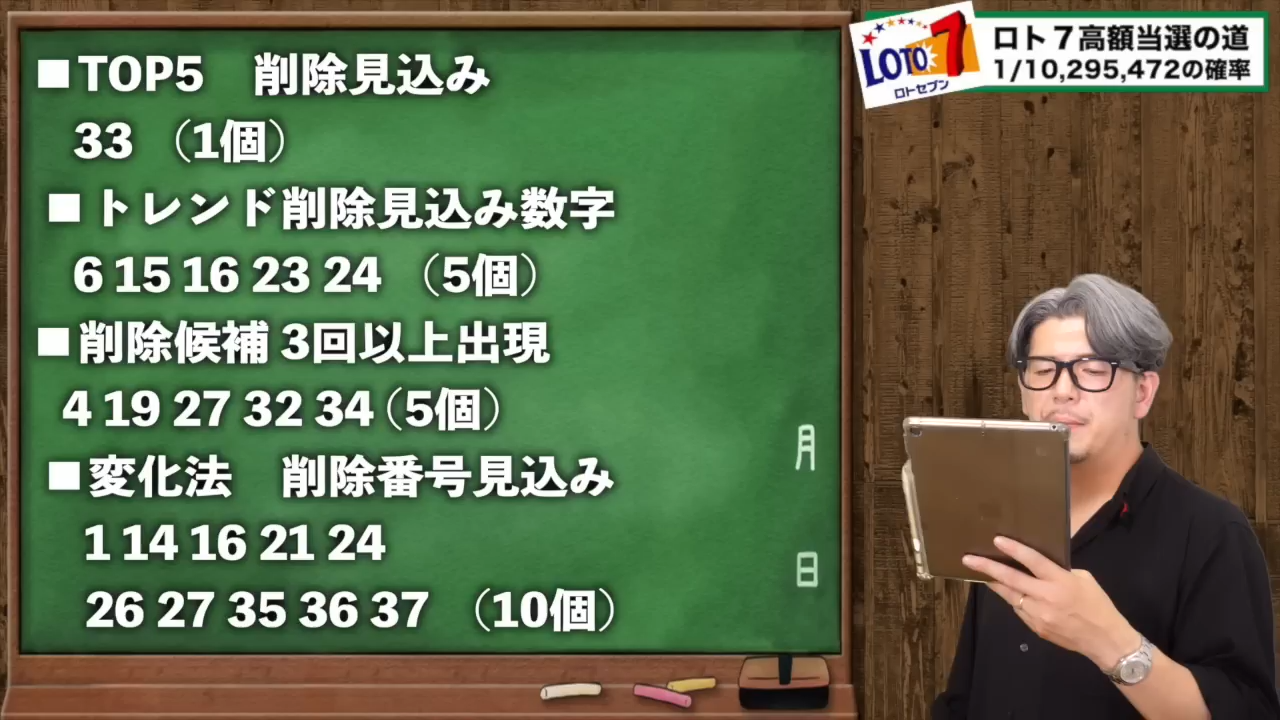 ■TOP5 削除見込み
33 （1個）
■トレンド削除見込み数字
6 15 16 23 24 （5個）
■削除候補 3回以上出現
4 19 27 32 34（5個）
■変化法 削除番号見込み
1 14 16 21 24
26 27 35 36 37 （10個）
月
日
LOTO 7
ロトセブン
ロト７高額当選の道
1/10,295,472の確率